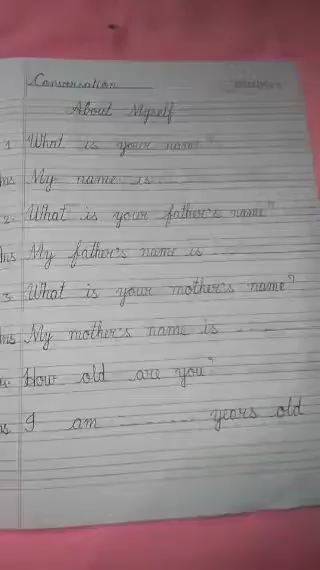 Conversation
About Myself
1. What is your name?
Ans My name is ......
2. What is your father's name?
Ans My father's name is ........
3. What is your mother's name?
Ans My mother's name is ........
4. How old are you?
Ans I am ............ years old